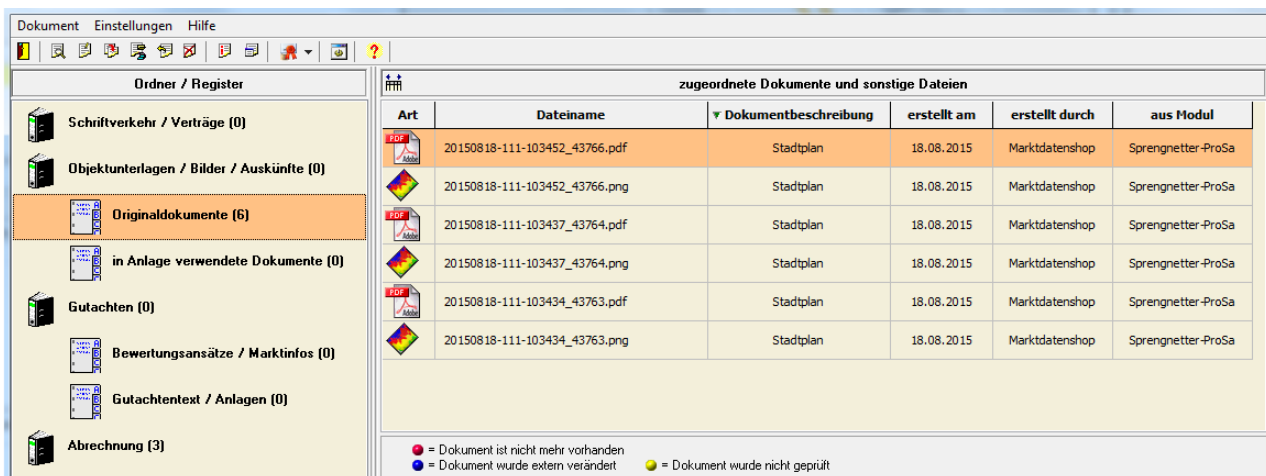 Dokument Einstellungen Hilfe
Ordner / Register
Schriftverkehr / Verträge (0)
Objektunterlagen / Bilder / Auskünfte (0)
Originaldokumente (6)
in Anlage verwendete Dokumente (0)
Gutachten (0)
Bewertungsansätze / Marktinfos (0)
Gutachtentext / Anlagen (0)
Abrechnung (3)
zugeordnete Dokumente und sonstige Dateien
Art Dateiname Dokumentbeschreibung erstellt am erstellt durch aus Modul
PDF Adobe 20150818-111-103452_43766.pdf Stadtplan 18.08.2015 Marktdatenshop Sprengnetter-ProSa
20150818-111-103452_43766.png Stadtplan 18.08.2015 Marktdatenshop Sprengnetter-ProSa
PDF Adobe 20150818-111-103437_43764.pdf Stadtplan 18.08.2015 Marktdatenshop Sprengnetter-ProSa
20150818-111-103437_43764.png Stadtplan 18.08.2015 Marktdatenshop Sprengnetter-ProSa
PDF Adobe 20150818-111-103434_43763.pdf Stadtplan 18.08.2015 Marktdatenshop Sprengnetter-ProSa
20150818-111-103434_43763.png Stadtplan 18.08.2015 Marktdatenshop Sprengnetter-ProSa
= Dokument ist nicht mehr vorhanden
= Dokument wurde extern verändert = Dokument wurde nicht geprüft